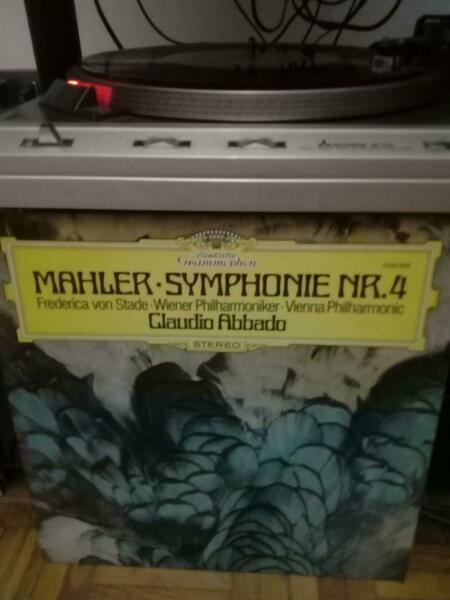 Deutsche
Grammophon
MAHLER · SYMPHONIE NR. 4
Frederica von Stade · Wiener Philharmoniker · Vienna Philharmonic
Claudio Abbado
STEREO